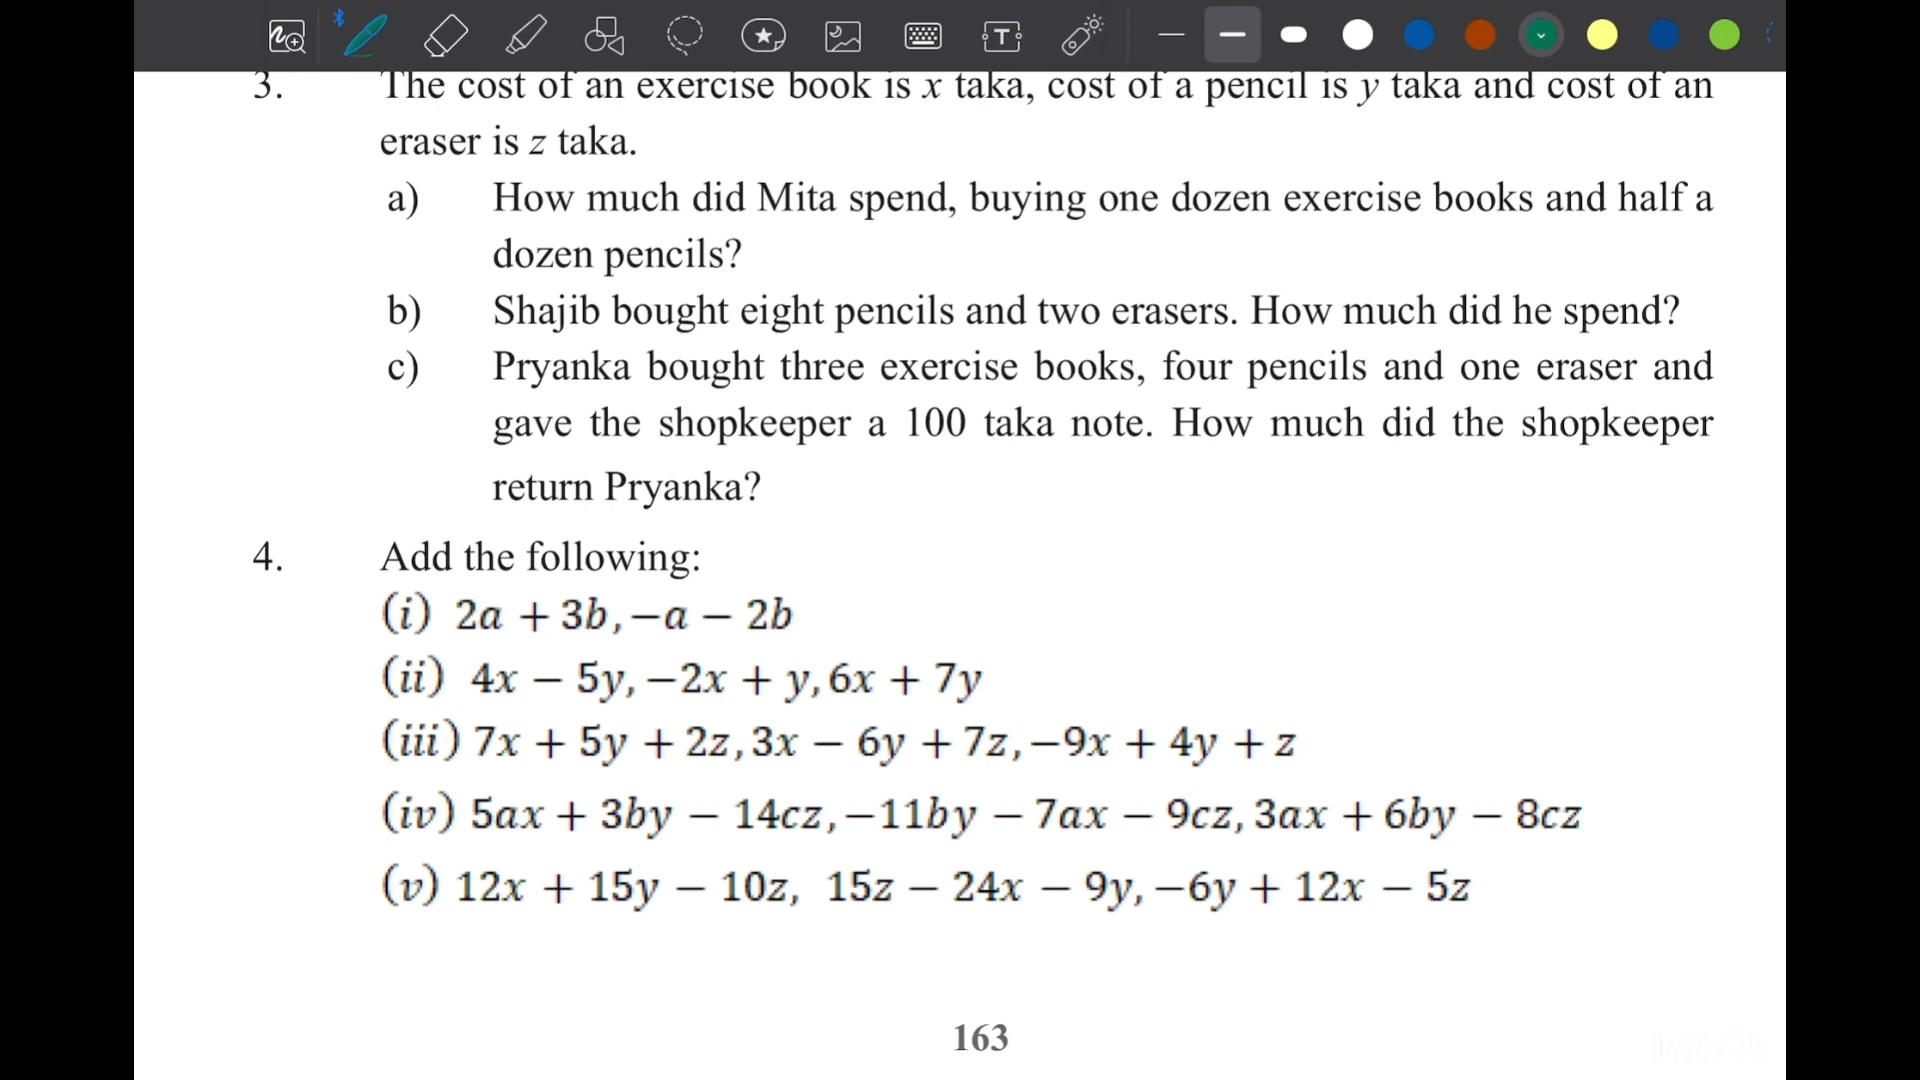 3. The cost of an exercise book is x taka, cost of a pencil is y taka and cost of an
eraser is z taka.
a) How much did Mita spend, buying one dozen exercise books and half a
dozen pencils?
b) Shajib bought eight pencils and two erasers. How much did he spend?
c) Pryanka bought three exercise books, four pencils and one eraser and
gave the shopkeeper a 100 taka note. How much did the shopkeeper
return Pryanka?
4. Add the following:
(i) 2a + 3b, −a − 2b
(ii) 4x − 5y, −2x + y, 6x + 7y
(iii) 7x + 5y + 2z, 3x − 6y + 7z, −9x + 4y + z
(iv) 5ax + 3by − 14cz, −11by − 7ax − 9cz, 3ax + 6by − 8cz
(v) 12x + 15y − 10z, 15z − 24x − 9y, −6y + 12x − 5z
163